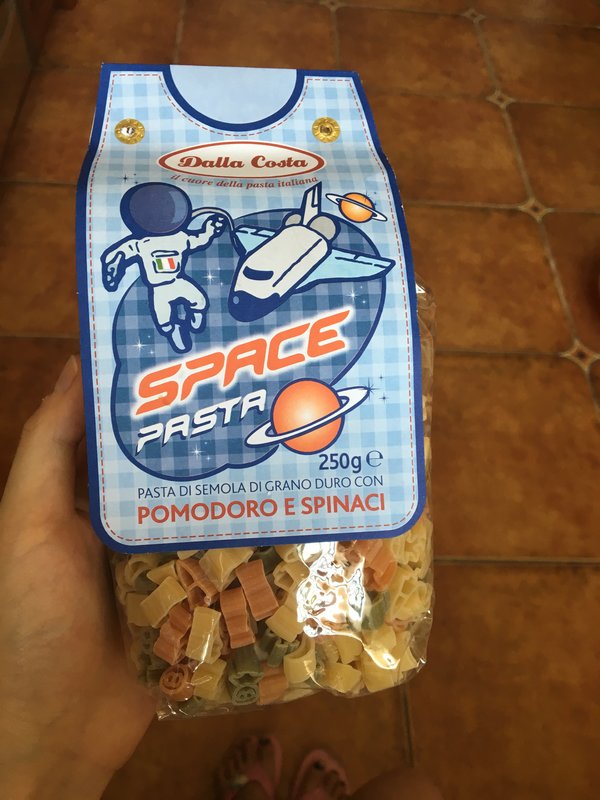 Dalla Costa
il cuore della pasta italiana
SPACE
PASTA
250g e
PASTA DI SEMOLA DI GRANO DURO CON
POMODORO E SPINACI